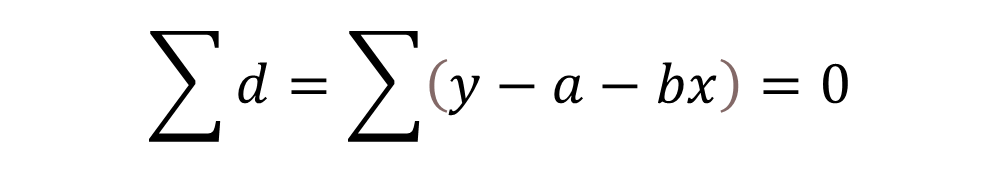 ∑ d = ∑ (y − a − bx) = 0